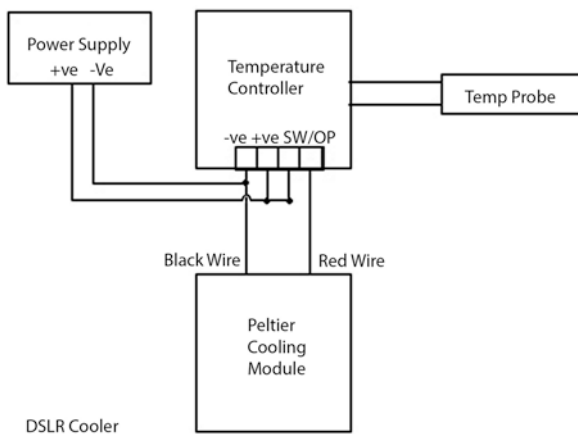 Power Supply
+ve -Ve
Temperature
Controller
Temp Probe
-ve +ve SW/OP
Black Wire
Red Wire
Peltier
Cooling
Module
DSLR Cooler